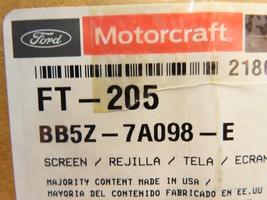 Ford Motorcraft
2180
FT-205
BB5Z-7A098-E
SCREEN / REJILLA / TELA / ECRAN
MAJORITY CONTENT MADE IN USA /
MAYORIA DEL CONTENIDO FABRICADO EN EE.UU